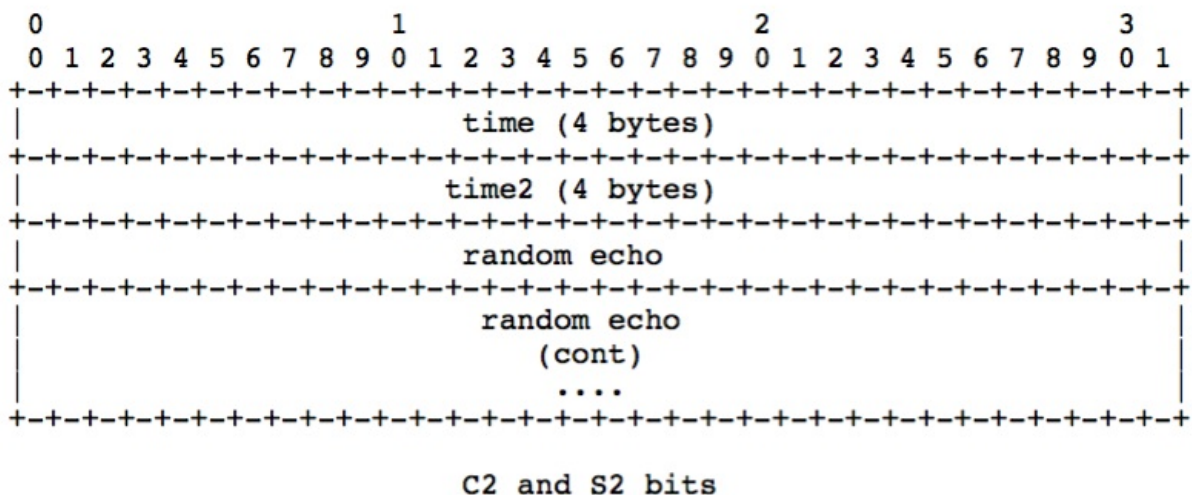 0 1 2 3
0 1 2 3 4 5 6 7 8 9 0 1 2 3 4 5 6 7 8 9 0 1 2 3 4 5 6 7 8 9 0 1
+-+-+-+-+-+-+-+-+-+-+-+-+-+-+-+-+-+-+-+-+-+-+-+-+-+-+-+-+-+-+-+-+
| time (4 bytes) |
+-+-+-+-+-+-+-+-+-+-+-+-+-+-+-+-+-+-+-+-+-+-+-+-+-+-+-+-+-+-+-+-+
| time2 (4 bytes) |
+-+-+-+-+-+-+-+-+-+-+-+-+-+-+-+-+-+-+-+-+-+-+-+-+-+-+-+-+-+-+-+-+
| random echo |
+-+-+-+-+-+-+-+-+-+-+-+-+-+-+-+-+-+-+-+-+-+-+-+-+-+-+-+-+-+-+-+-+
| random echo |
| (cont) |
| .... |
+-+-+-+-+-+-+-+-+-+-+-+-+-+-+-+-+-+-+-+-+-+-+-+-+-+-+-+-+-+-+-+-+
C2 and S2 bits